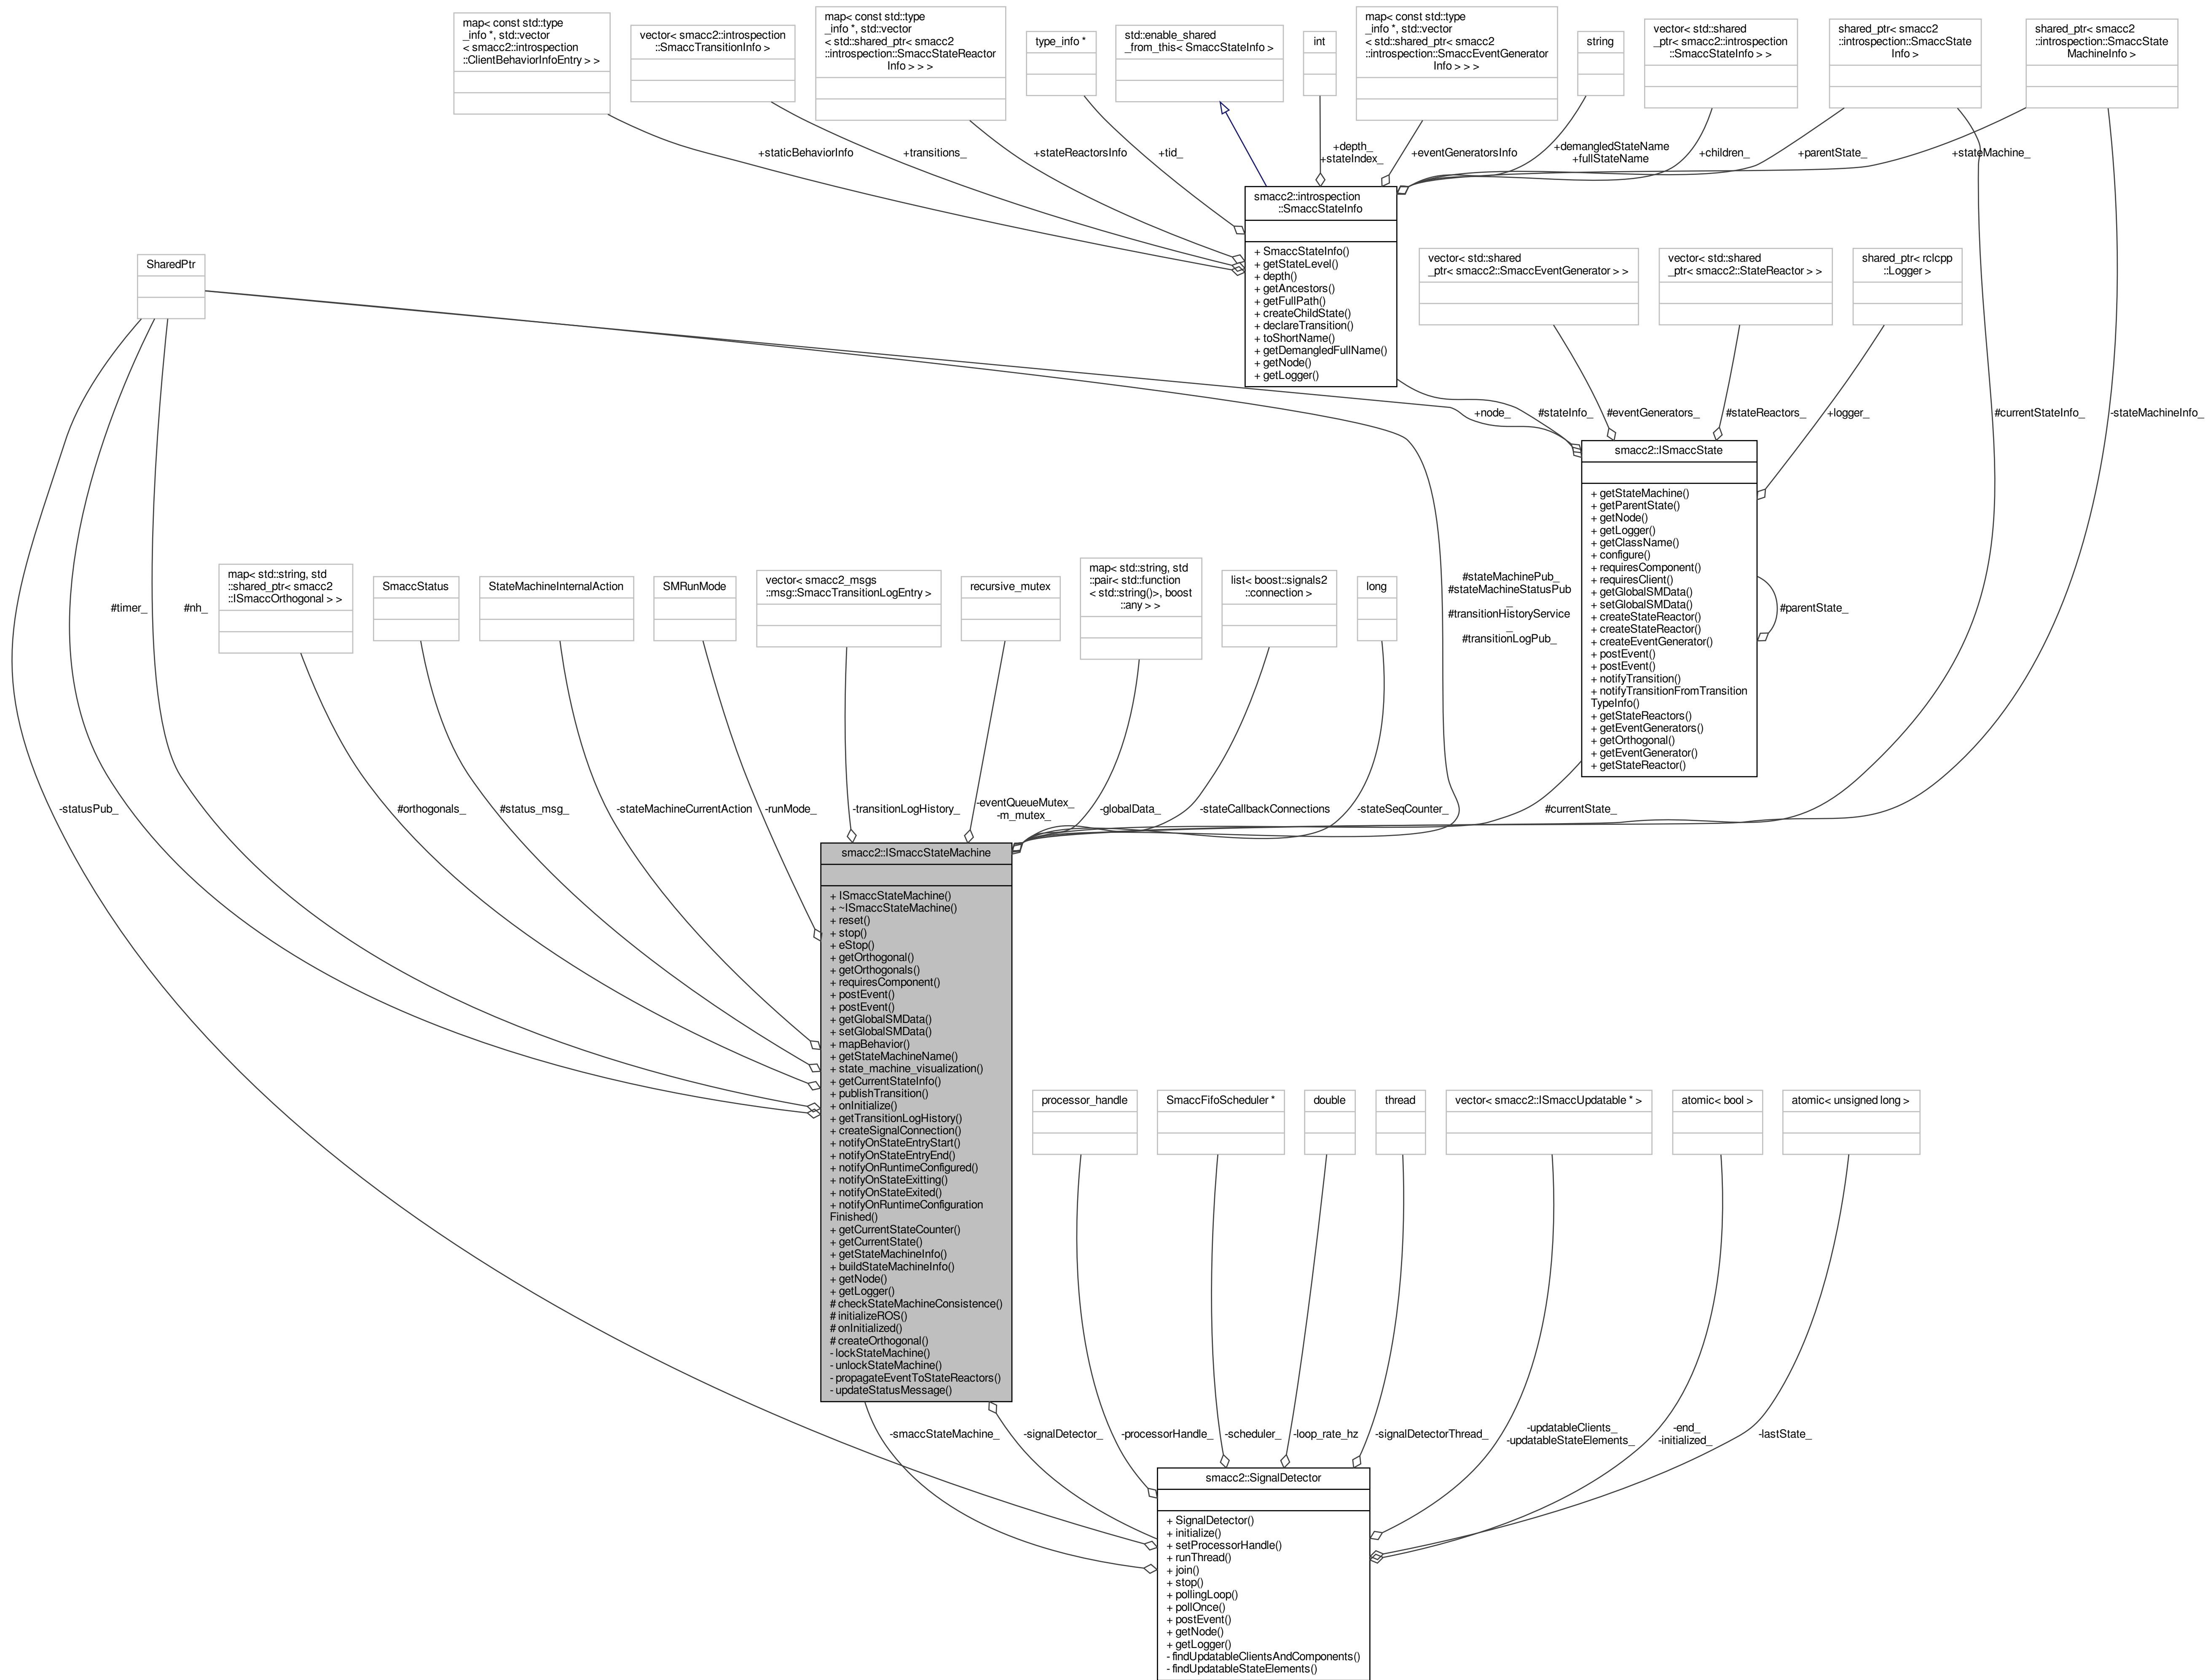 map< const std::type
_info *, std::vector
< smacc2::introspection
::ClientBehaviorInfoEntry > >
vector< smacc2::introspection
::SmaccTransitionInfo >
map< const std::type
_info *, std::vector
< std::shared_ptr< smacc2
::introspection::SmaccStateReactor
Info > > >
type_info *
std::enable_shared
_from_this< SmaccStateInfo >
int
map< const std::type
_info *, std::vector
< std::shared_ptr< smacc2
::introspection::SmaccEventGenerator
Info > > >
string
vector< std::shared
_ptr< smacc2::introspection
::SmaccStateInfo > >
shared_ptr< smacc2
::introspection::SmaccState
Info >
shared_ptr< smacc2
::introspection::SmaccState
MachineInfo >
+staticBehaviorInfo
+transitions_
+stateReactorsInfo
+tid_
+depth_
+stateIndex_
+eventGeneratorsInfo
+demangledStateName
+fullStateName
+children_
+parentState_
+stateMachine_
smacc2::introspection
::SmaccStateInfo
+ SmaccStateInfo()
+ getStateLevel()
+ depth()
+ getAncestors()
+ getFullPath()
+ createChildState()
+ declareTransition()
+ toShortName()
+ getDemangledFullName()
+ getNode()
+ getLogger()
SharedPtr
vector< std::shared
_ptr< smacc2::SmaccEventGenerator > >
vector< std::shared
_ptr< smacc2::StateReactor > >
shared_ptr< rclcpp
::Logger >
+node_
#stateInfo_
#eventGenerators_
#stateReactors_
+logger_
#currentStateInfo_
-stateMachineInfo_
smacc2::ISmaccState
+ getStateMachine()
+ getParentState()
+ getNode()
+ getLogger()
+ getClassName()
+ configure()
+ requiresComponent()
+ requiresClient()
+ getGlobalSMData()
+ setGlobalSMData()
+ createStateReactor()
+ createStateReactor()
+ createEventGenerator()
+ postEvent()
+ postEvent()
+ notifyTransition()
+ notifyTransitionFromTransition
TypeInfo()
+ getStateReactors()
+ getEventGenerators()
+ getOrthogonal()
+ getEventGenerator()
+ getStateReactor()
#parentState_
#timer_
#nh_
map< std::string, std
::shared_ptr< smacc2
::ISmaccOrthogonal > >
SmaccStatus
StateMachineInternalAction
SMRunMode
vector< smacc2_msgs
::msg::SmaccTransitionLogEntry >
recursive_mutex
map< std::string, std
::pair< std::function
< std::string()>, boost
::any > >
list< boost::signals2
::connection >
long
#stateMachinePub_
#stateMachineStatusPub
_
#transitionHistoryService
_
#transitionLogPub_
-statusPub_
#orthogonals_
#status_msg_
-stateMachineCurrentAction
-runMode_
-transitionLogHistory_
-eventQueueMutex_
-m_mutex_
-globalData_
-stateCallbackConnections
-stateSeqCounter_
#currentState_
smacc2::ISmaccStateMachine
+ ISmaccStateMachine()
+ ~ISmaccStateMachine()
+ reset()
+ stop()
+ eStop()
+ getOrthogonal()
+ getOrthogonals()
+ requiresComponent()
+ postEvent()
+ postEvent()
+ getGlobalSMData()
+ setGlobalSMData()
+ mapBehavior()
+ getStateMachineName()
+ state_machine_visualization()
+ getCurrentStateInfo()
+ publishTransition()
+ onInitialize()
+ getTransitionLogHistory()
+ createSignalConnection()
+ notifyOnStateEntryStart()
+ notifyOnStateEntryEnd()
+ notifyOnRuntimeConfigured()
+ notifyOnStateExitting()
+ notifyOnStateExited()
+ notifyOnRuntimeConfiguration
Finished()
+ getCurrentStateCounter()
+ getCurrentState()
+ getStateMachineInfo()
+ buildStateMachineInfo()
+ getNode()
+ getLogger()
# checkStateMachineConsistence()
# initializeROS()
# onInitialized()
# createOrthogonal()
- lockStateMachine()
- unlockStateMachine()
- propagateEventToStateReactors()
- updateStatusMessage()
processor_handle
SmaccFifoScheduler *
double
thread
vector< smacc2::ISmaccUpdatable * >
atomic< bool >
atomic< unsigned long >
-smaccStateMachine_
-signalDetector_
-processorHandle_
-scheduler_
-loop_rate_hz
-signalDetectorThread_
-updatableClients_
-updatableStateElements_
-end_
-initialized_
-lastState_
smacc2::SignalDetector
+ SignalDetector()
+ initialize()
+ setProcessorHandle()
+ runThread()
+ join()
+ stop()
+ pollingLoop()
+ pollOnce()
+ postEvent()
+ getNode()
+ getLogger()
- findUpdatableClientsAndComponents()
- findUpdatableStateElements()